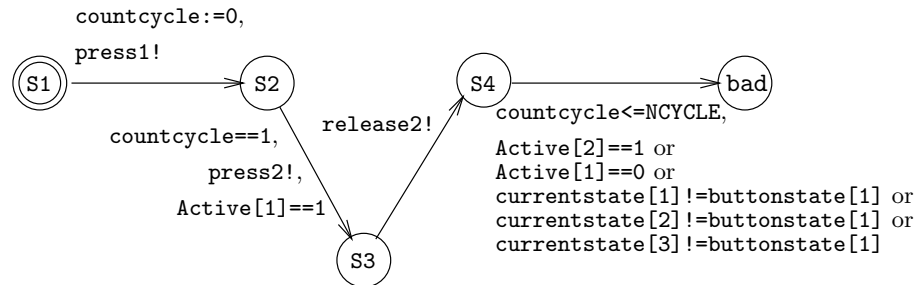 countcycle:=0,
press1!
S1
S2
S4
bad
countcycle==1,
press2!,
Active[1]==1
release2!
countcycle<=NCYCLE,
Active[2]==1 or
Active[1]==0 or
currentstate[1]!=buttonstate[1] or
currentstate[2]!=buttonstate[1] or
currentstate[3]!=buttonstate[1]
S3